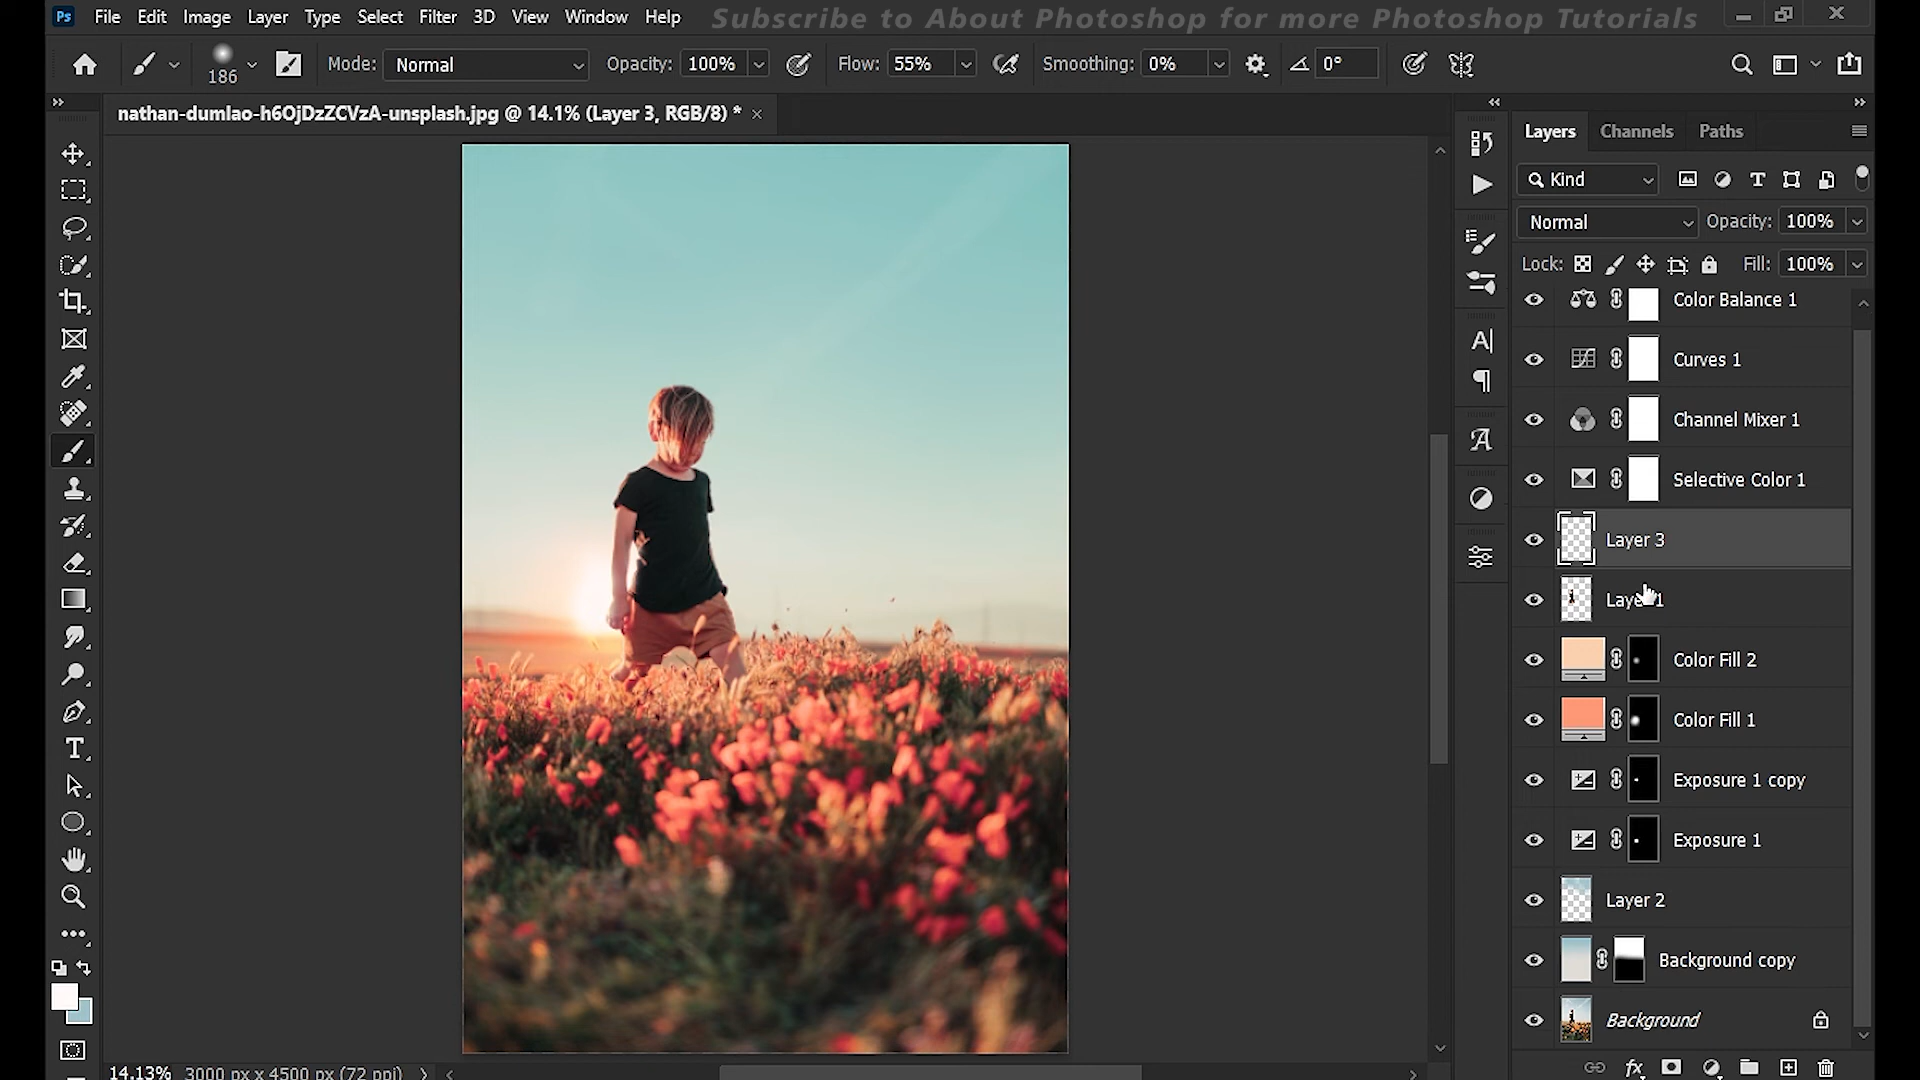 File Edit Image Layer Type Select Filter 3D View Window Help
Subscribe to About Photoshop for more Photoshop Tutorials
186 Mode: Normal Opacity: 100% Flow: 55% Smoothing: 0% 0°
nathan-dumlao-h6OjDzZCVzA-unsplash.jpg @ 14.1% (Layer 3, RGB/8) *
Layers Channels Paths
Kind
Normal Opacity: 100%
Lock: Fill: 100%
Color Balance 1
Curves 1
Channel Mixer 1
Selective Color 1
Layer 3
Layer 1
Color Fill 2
Color Fill 1
Exposure 1 copy
Exposure 1
Layer 2
Background copy
Background
14.13% 3000 px x 4500 px (72 ppi)